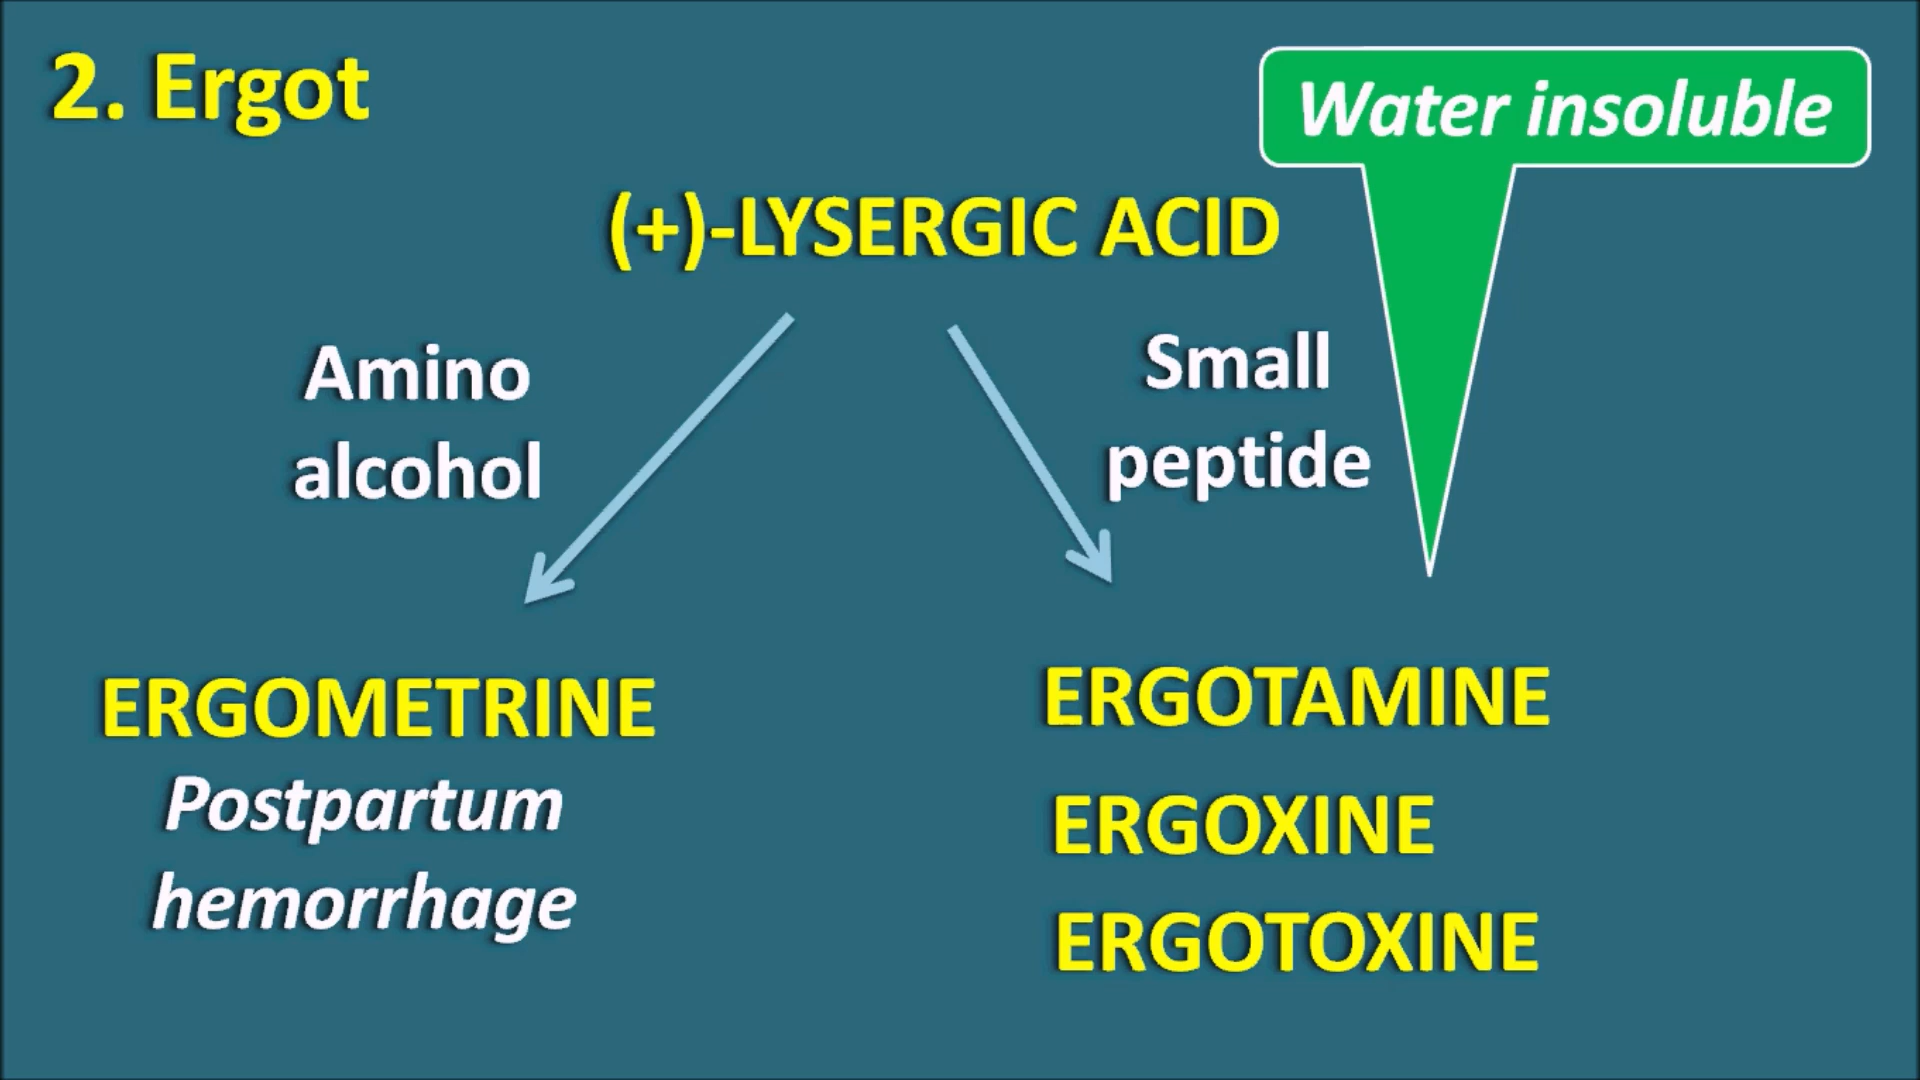 2. Ergot
Water insoluble
(+)-LYSERGIC ACID
Amino
alcohol
Small
peptide
ERGOMETRINE
Postpartum
hemorrhage
ERGOTAMINE
ERGOXINE
ERGOTOXINE